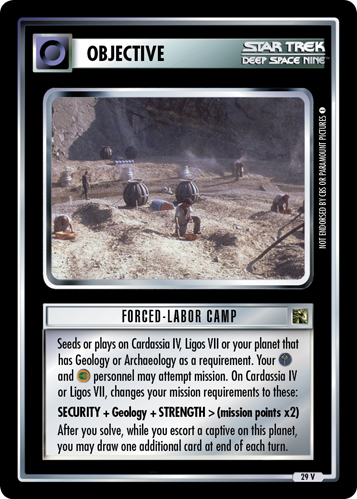 OBJECTIVE
STAR TREK
DEEP SPACE NINE
NOT ENDORSED BY CBS OR PARAMOUNT PICTURES
FORCED-LABOR CAMP
Seeds or plays on Cardassia IV, Ligos VII or your planet that
has Geology or Archaeology as a requirement. Your
and personnel may attempt mission. On Cardassia IV
or Ligos VII, changes your mission requirements to these:
SECURITY + Geology + STRENGTH > (mission points x2)
After you solve, while you escort a captive on this planet,
you may draw one additional card at end of each turn.
29 V